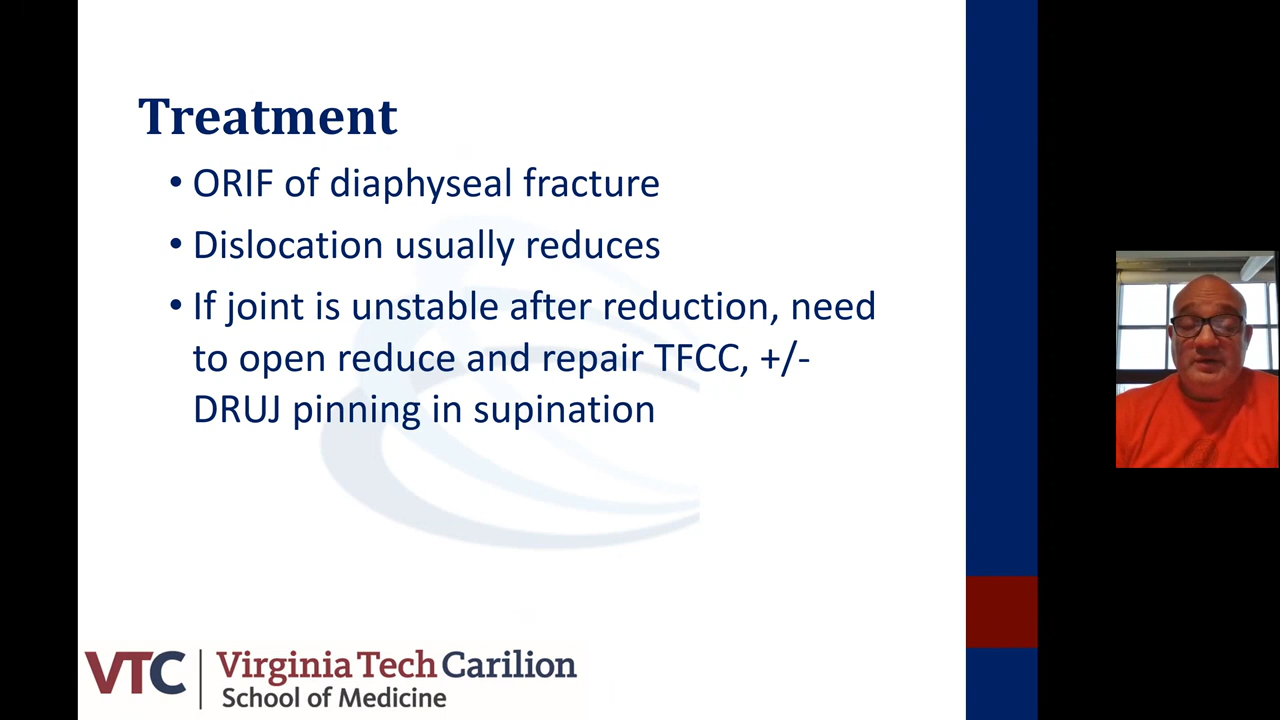 Treatment
• ORIF of diaphyseal fracture
• Dislocation usually reduces
• If joint is unstable after reduction, need
to open reduce and repair TFCC, +/-
DRUJ pinning in supination
VTC
Virginia Tech Carilion
School of Medicine